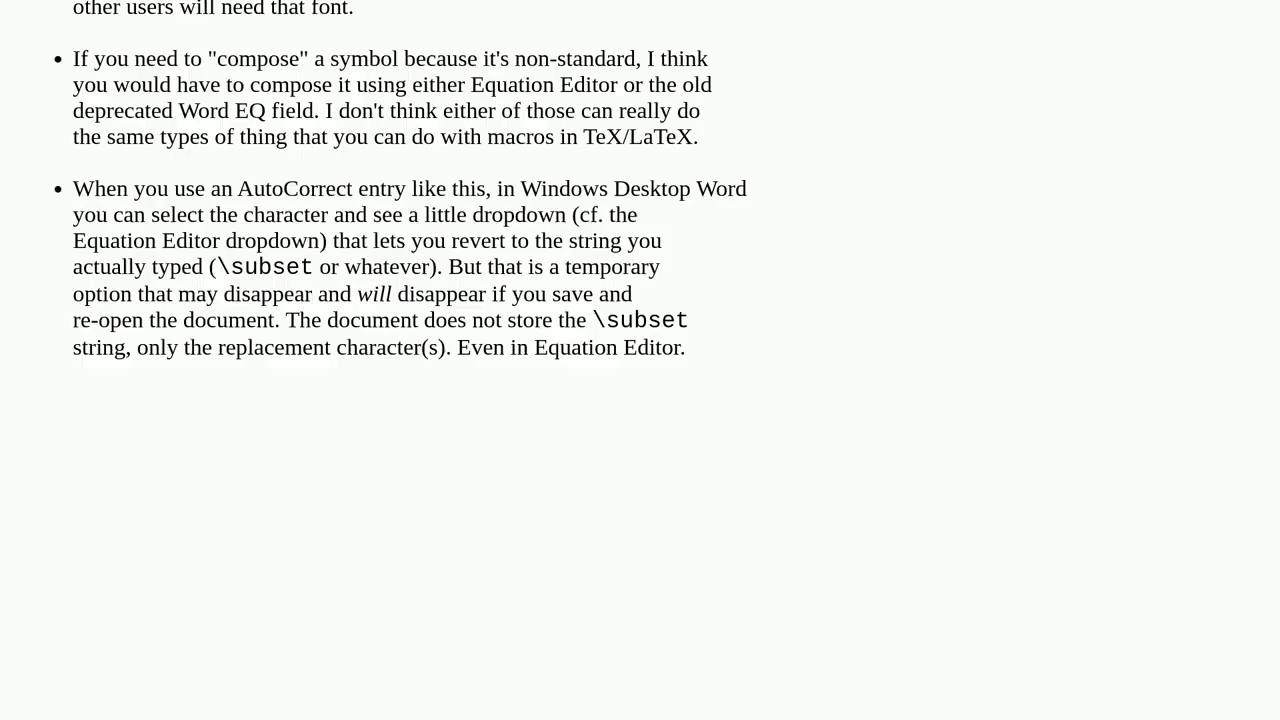 other users will need that font.
• If you need to "compose" a symbol because it's non-standard, I think
you would have to compose it using either Equation Editor or the old
deprecated Word EQ field. I don't think either of those can really do
the same types of thing that you can do with macros in TeX/LaTeX.
• When you use an AutoCorrect entry like this, in Windows Desktop Word
you can select the character and see a little dropdown (cf. the
Equation Editor dropdown) that lets you revert to the string you
actually typed (\subset or whatever). But that is a temporary
option that may disappear and will disappear if you save and
re-open the document. The document does not store the \subset
string, only the replacement character(s). Even in Equation Editor.